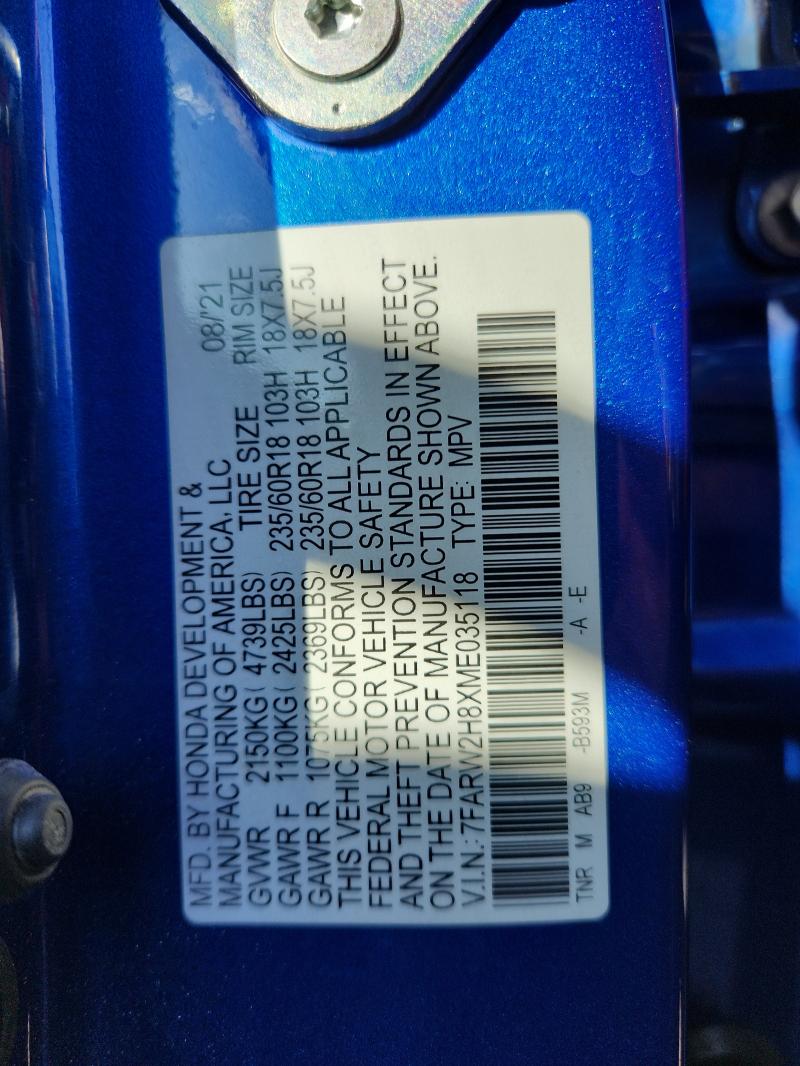 MFD. BY HONDA DEVELOPMENT &
MANUFACTURING OF AMERICA, LLC 08/'21
GVWR 2150KG( 4739LBS) TIRE SIZE RIM SIZE
GAWR F 1100KG( 2425LBS) 235/60R18 103H 18X7.5J
GAWR R 1075KG( 2369LBS) 235/60R18 103H 18X7.5J
THIS VEHICLE CONFORMS TO ALL APPLICABLE
FEDERAL MOTOR VEHICLE SAFETY
AND THEFT PREVENTION STANDARDS IN EFFECT
ON THE DATE OF MANUFACTURE SHOWN ABOVE.
V.I.N.:7FARW2H8XME035118 TYPE: MPV
TNR M AB9 -B593M -A -E